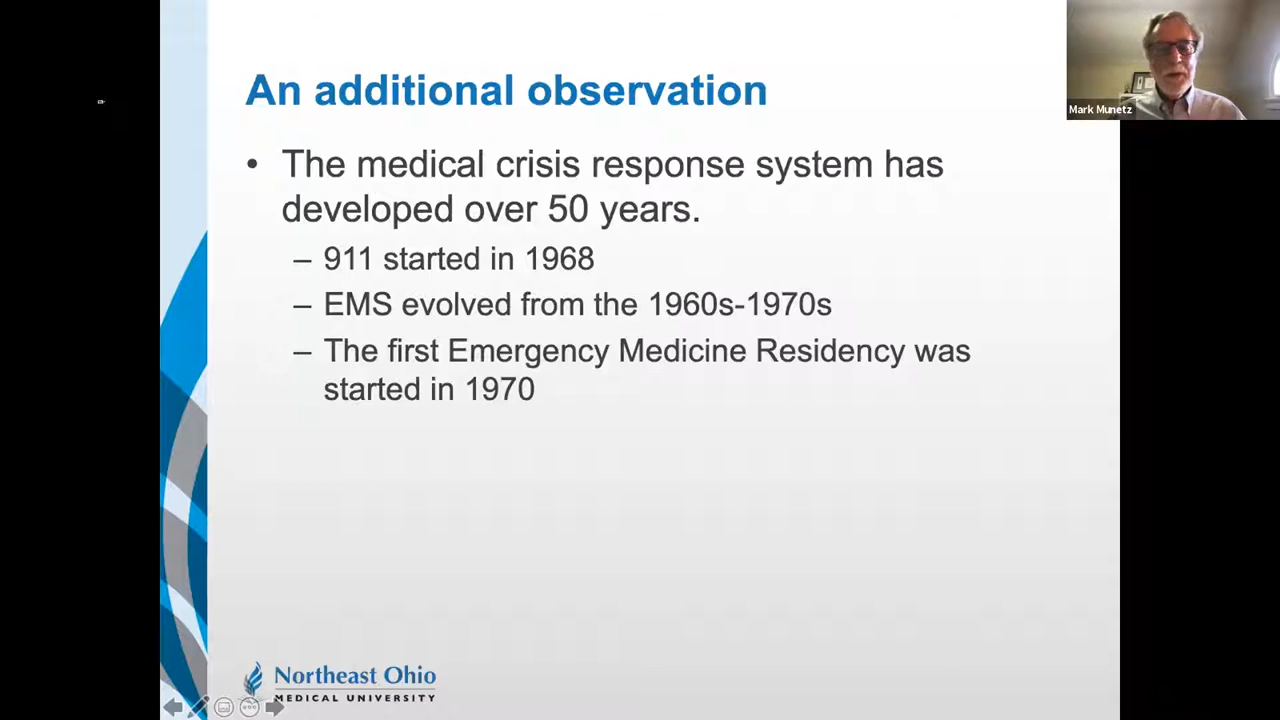 An additional observation
• The medical crisis response system has
developed over 50 years.
– 911 started in 1968
– EMS evolved from the 1960s-1970s
– The first Emergency Medicine Residency was
started in 1970
Mark Munetz
Northeast Ohio
MEDICAL UNIVERSITY